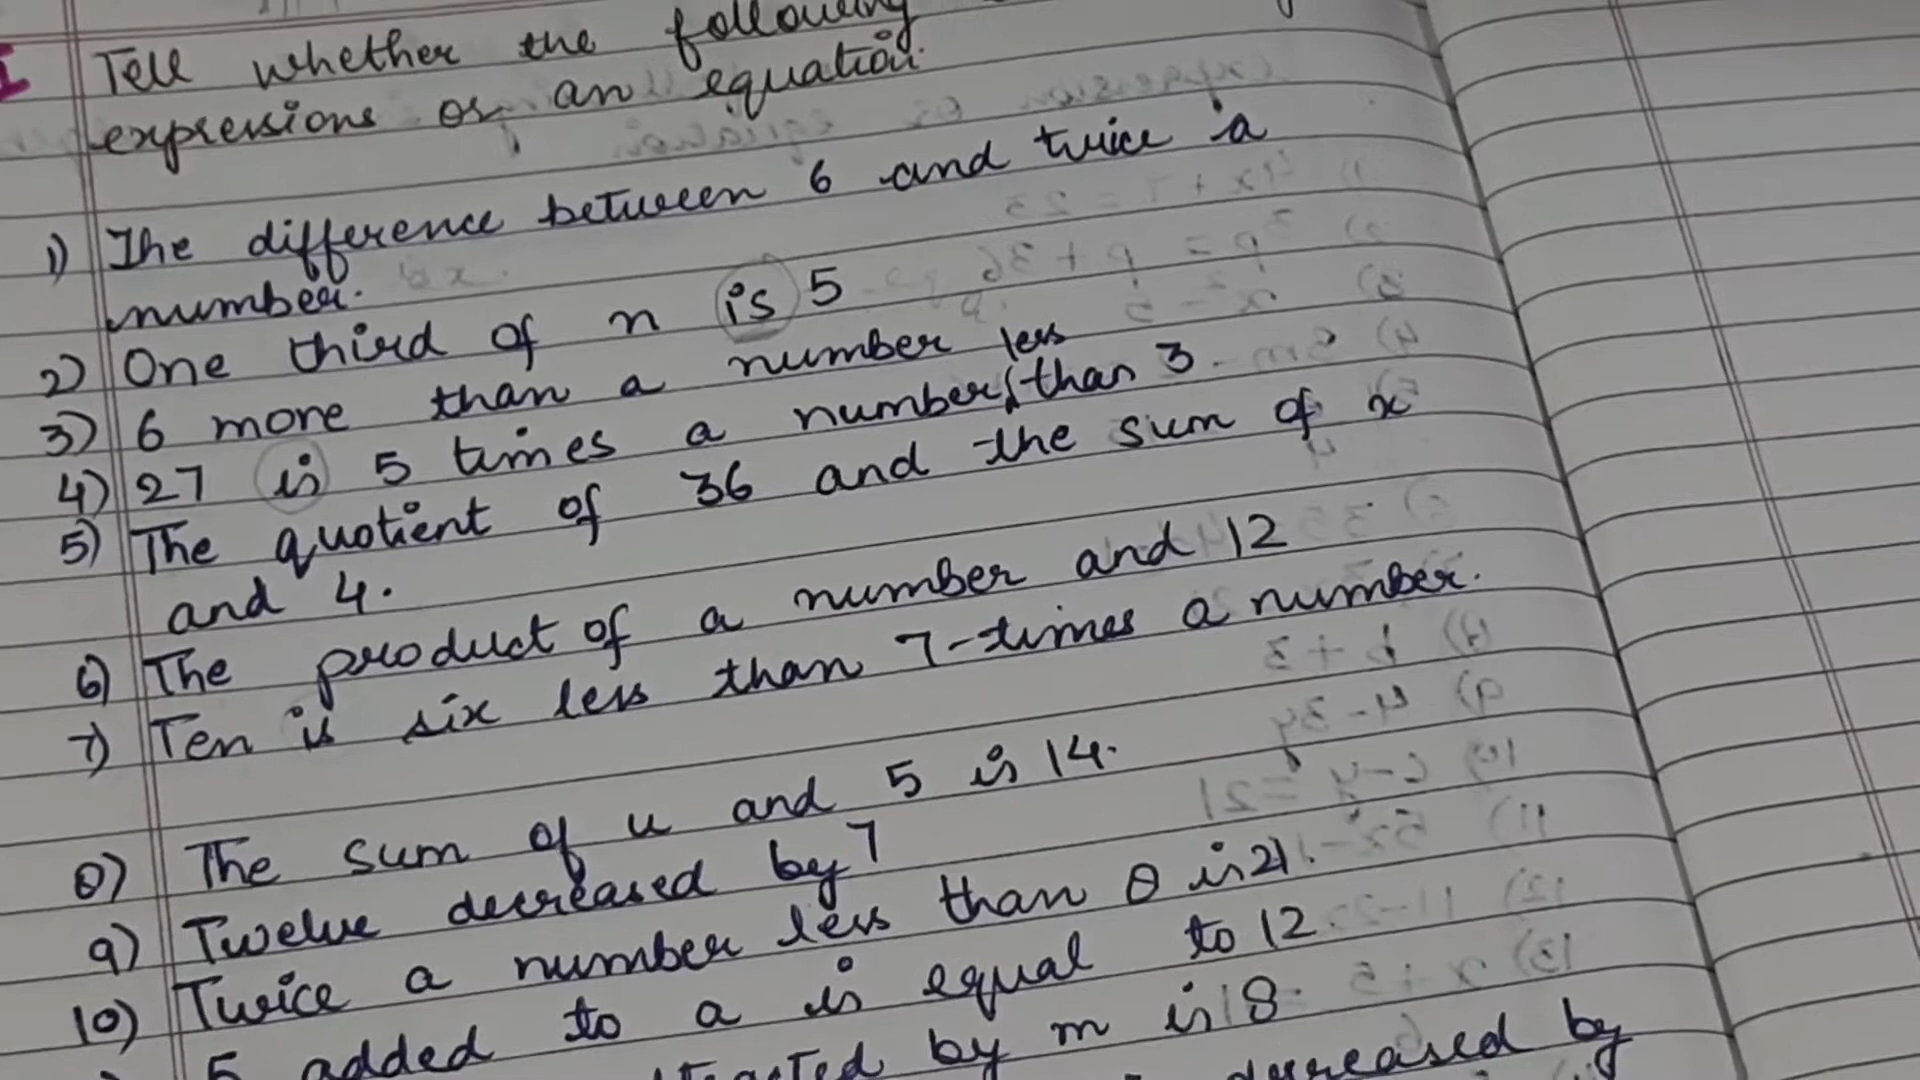 I Tell whether the following
expressions or an equation.
1) The difference between 6 and twice a
number.
2) One third of n is 5
3) 6 more than a number
4) 27 is 5 times a number less than 3
5) The quotient of 36 and the sum of x
and 4.
6) The product of a number and 12
7) Ten is six less than 7-times a number.
8) The sum of u and 5 is 14.
9) Twelve decreased by 7
10) Twice a number less than θ is 21.
5 added to a is equal to 12
by m is 18
decreased by